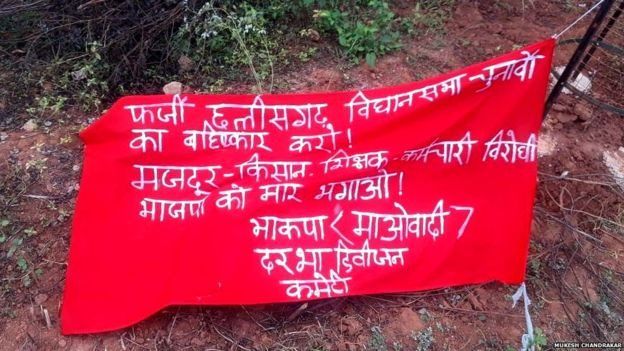 फर्जी छत्तीसगढ़ विधानसभा चुनावों
का बहिष्कार करो!
मजदूर-किसान-शिक्षक-कर्मचारी विरोधी
भाजपा को मार भगाओ!
भाकपा (माओवादी)
दरभा डिवीजन
कमेटी
MUKESH CHANDRAKAR